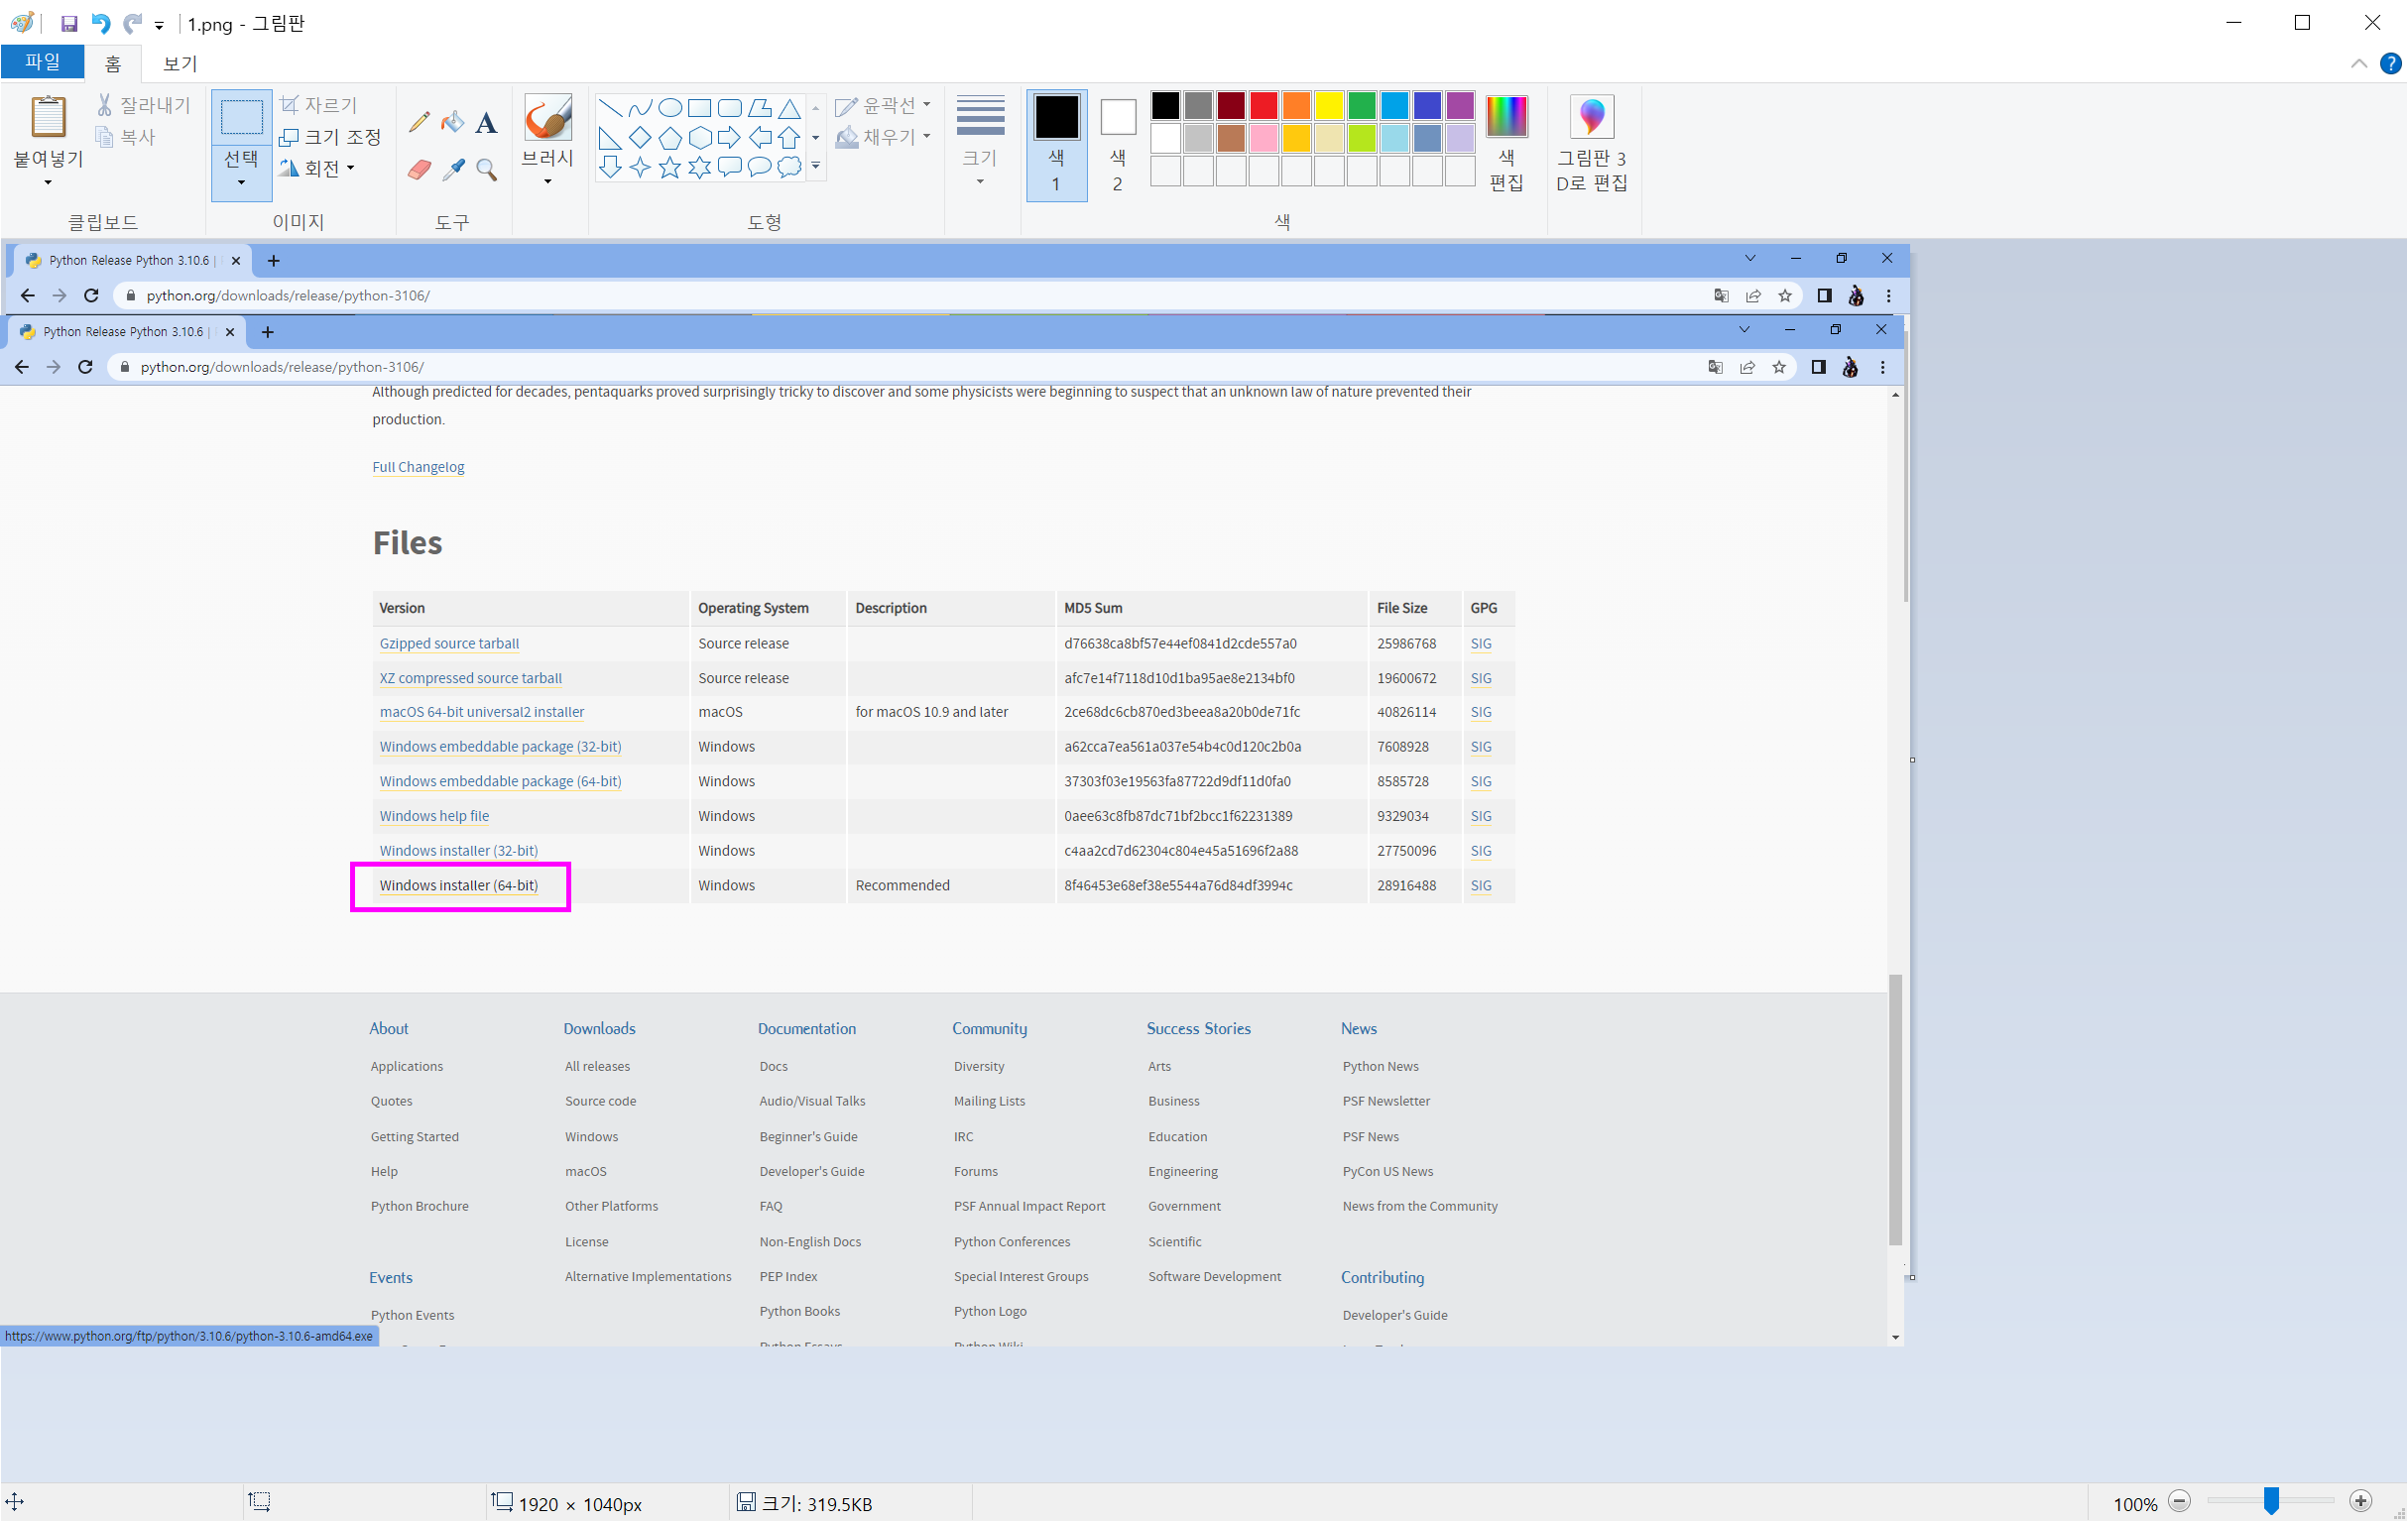 1.png - 그림판
파일 홈 보기
붙여넣기
잘라내기
복사
클립보드
선택
자르기
크기 조정
회전
이미지
A
도구
브러시
윤곽선
채우기
도형
크기
색 1
색 2
색 편집
색
그림판 3D로 편집
Python Release Python 3.10.6 |
python.org/downloads/release/python-3106/
Python Release Python 3.10.6 |
python.org/downloads/release/python-3106/
Although predicted for decades, pentaquarks proved surprisingly tricky to discover and some physicists were beginning to suspect that an unknown law of nature prevented their
production.
Full Changelog
Files
Version Operating System Description MD5 Sum File Size GPG
Gzipped source tarball Source release d76638ca8bf57e44ef0841d2cde557a0 25986768 SIG
XZ compressed source tarball Source release afc7e14f7118d10d1ba95ae8e2134bf0 19600672 SIG
macOS 64-bit universal2 installer macOS for macOS 10.9 and later 2ce68dc6cb870ed3beea8a20b0de71fc 40826114 SIG
Windows embeddable package (32-bit) Windows a62cca7ea561a037e54b4c0d120c2b0a 7608928 SIG
Windows embeddable package (64-bit) Windows 37303f03e19563fa87722d9df11d0fa0 8585728 SIG
Windows help file Windows 0aee63c8fb87dc71bf2bcc1f62231389 9329034 SIG
Windows installer (32-bit) Windows c4aa2cd7d62304c804e45a51696f2a88 27750096 SIG
Windows installer (64-bit) Windows Recommended 8f46453e68ef38e5544a76d84df3994c 28916488 SIG
About Downloads Documentation Community Success Stories News
Applications All releases Docs Diversity Arts Python News
Quotes Source code Audio/Visual Talks Mailing Lists Business PSF Newsletter
Getting Started Windows Beginner's Guide IRC Education PSF News
Help macOS Developer's Guide Forums Engineering PyCon US News
Python Brochure Other Platforms FAQ PSF Annual Impact Report Government News from the Community
License Non-English Docs Python Conferences Scientific
Events Alternative Implementations PEP Index Special Interest Groups Software Development Contributing
Python Events Python Books Python Logo Developer's Guide
https://www.python.org/ftp/python/3.10.6/python-3.10.6-amd64.exe
Python Essays Python Wiki
1920 × 1040px 크기: 319.5KB 100%